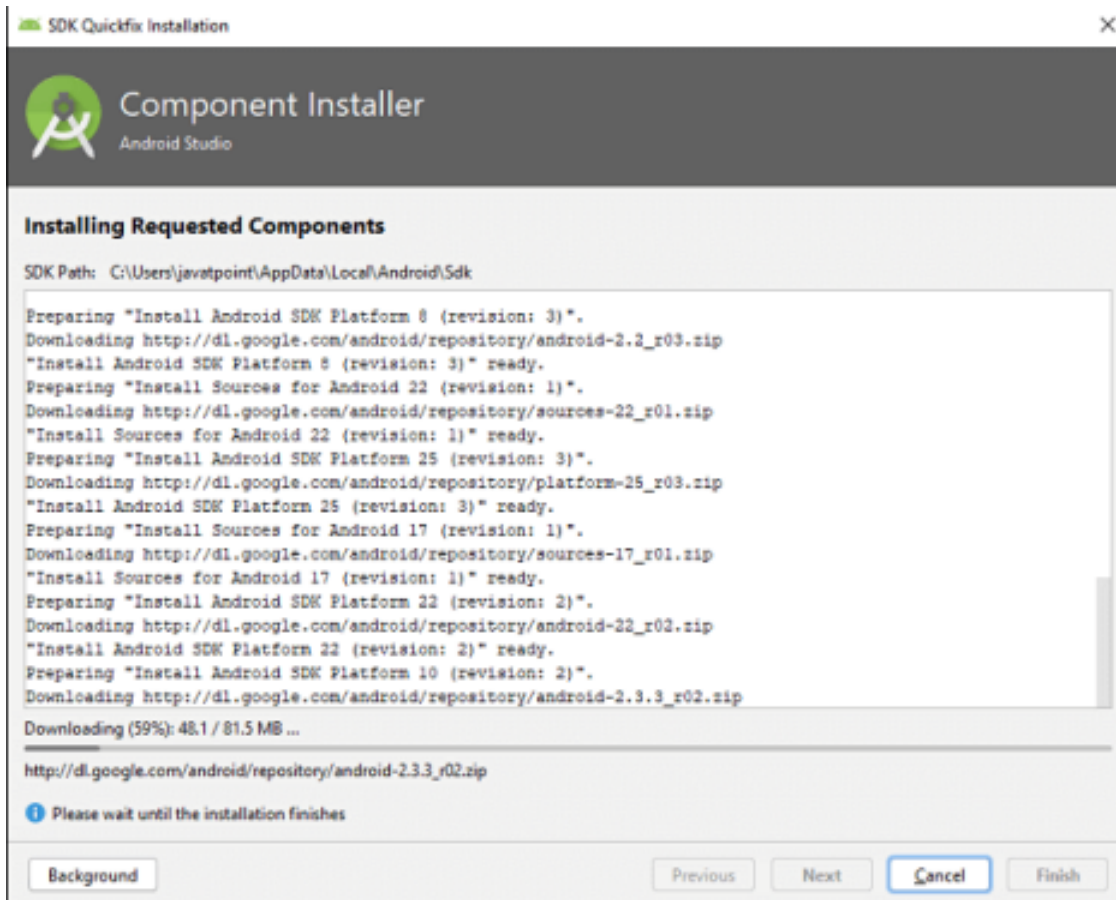 SDK Quickfix Installation
Component Installer
Android Studio
Installing Requested Components
SDK Path: C:\Users\javatpoint\AppData\Local\Android\Sdk
Preparing "Install Android SDK Platform 8 (revision: 3)".
Downloading http://dl.google.com/android/repository/android-2.2_r03.zip
"Install Android SDK Platform 8 (revision: 3)" ready.
Preparing "Install Sources for Android 22 (revision: 1)".
Downloading http://dl.google.com/android/repository/sources-22_r01.zip
"Install Sources for Android 22 (revision: 1)" ready.
Preparing "Install Android SDK Platform 25 (revision: 3)".
Downloading http://dl.google.com/android/repository/platform-25_r03.zip
"Install Android SDK Platform 25 (revision: 3)" ready.
Preparing "Install Sources for Android 17 (revision: 1)".
Downloading http://dl.google.com/android/repository/sources-17_r01.zip
"Install Sources for Android 17 (revision: 1)" ready.
Preparing "Install Android SDK Platform 22 (revision: 2)".
Downloading http://dl.google.com/android/repository/android-22_r02.zip
"Install Android SDK Platform 22 (revision: 2)" ready.
Preparing "Install Android SDK Platform 10 (revision: 2)".
Downloading http://dl.google.com/android/repository/android-2.3.3_r02.zip
Downloading (59%): 48.1 / 81.5 MB ...
http://dl.google.com/android/repository/android-2.3.3_r02.zip
Please wait until the installation finishes
Background Previous Next Cancel Finish